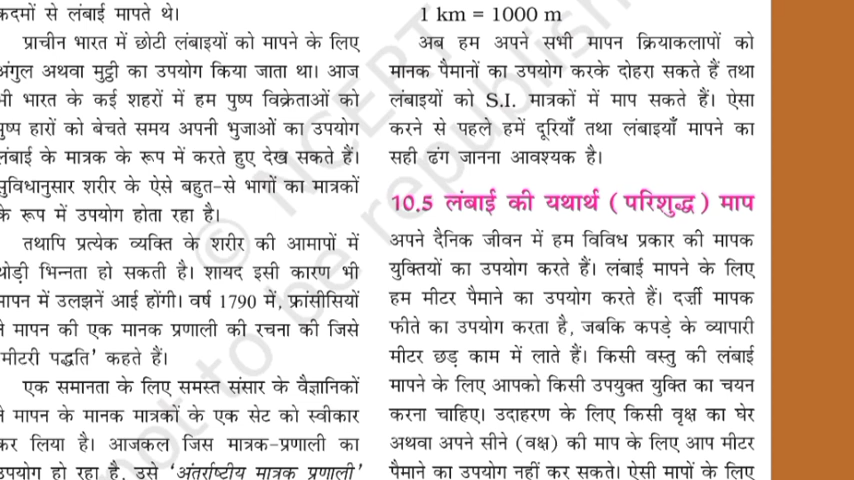 कदमों से लंबाई मापते थे।
प्राचीन भारत में छोटी लंबाइयों को मापने के लिए
अंगुल अथवा मुट्ठी का उपयोग किया जाता था। आज
भी भारत के कई शहरों में हम पुष्प विक्रेताओं को
पुष्प हारों को बेचते समय अपनी भुजाओं का उपयोग
लंबाई के मात्रक के रूप में करते हुए देख सकते हैं।
सुविधानुसार शरीर के ऐसे बहुत-से भागों का मात्रकों
के रूप में उपयोग होता रहा है।
तथापि प्रत्येक व्यक्ति के शरीर की आमापों में
थोड़ी भिन्नता हो सकती है। शायद इसी कारण भी
मापन में उलझनें आई होंगी। वर्ष 1790 में, फ्रांसीसियों
ने मापन की एक मानक प्रणाली की रचना की जिसे
'मीटरी पद्धति' कहते हैं।
एक समानता के लिए समस्त संसार के वैज्ञानिकों
ने मापन के मानक मात्रकों के एक सेट को स्वीकार
कर लिया है। आजकल जिस मात्रक-प्रणाली का
उपयोग हो रहा है, उसे 'अंतर्राष्टीय मात्रक प्रणाली'
1 km = 1000 m
अब हम अपने सभी मापन क्रियाकलापों को
मानक पैमानों का उपयोग करके दोहरा सकते हैं तथा
लंबाइयों को S.I. मात्रकों में माप सकते हैं। ऐसा
करने से पहले हमें दूरियाँ तथा लंबाइयाँ मापने का
सही ढंग जानना आवश्यक है।
10.5 लंबाई की यथार्थ ( परिशुद्ध ) माप
अपने दैनिक जीवन में हम विविध प्रकार की मापक
युक्तियों का उपयोग करते हैं। लंबाई मापने के लिए
हम मीटर पैमाने का उपयोग करते हैं। दर्ज़ी मापक
फीते का उपयोग करता है, जबकि कपड़े के व्यापारी
मीटर छड़ काम में लाते हैं। किसी वस्तु की लंबाई
मापने के लिए आपको किसी उपयुक्त युक्ति का चयन
करना चाहिए। उदाहरण के लिए किसी वृक्ष का घेर
अथवा अपने सीने (वक्ष) की माप के लिए आप मीटर
पैमाने का उपयोग नहीं कर सकते। ऐसी मापों के लिए
© NCERT
not to be republish